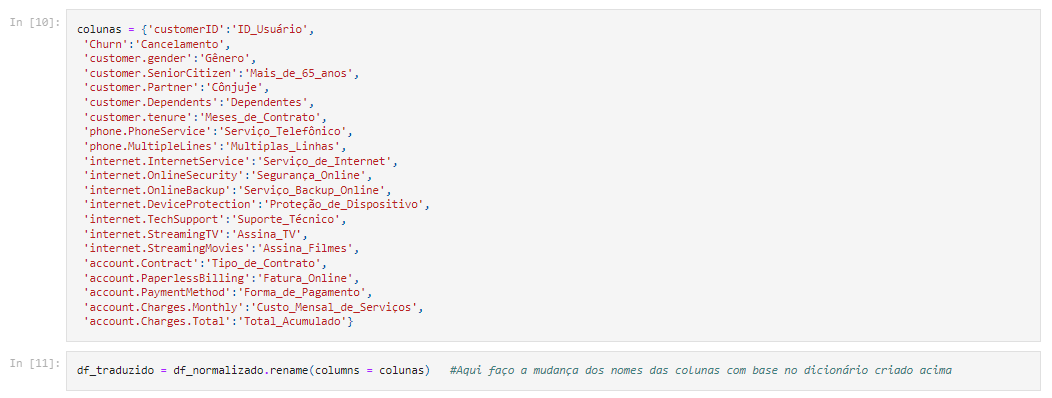 In [10]:
colunas = {'customerID':'ID_Usuário',
'Churn':'Cancelamento',
'customer.gender':'Gênero',
'customer.SeniorCitizen':'Mais_de_65_anos',
'customer.Partner':'Cônjuje',
'customer.Dependents':'Dependentes',
'customer.tenure':'Meses_de_Contrato',
'phone.PhoneService':'Serviço_Telefônico',
'phone.MultipleLines':'Multiplas_Linhas',
'internet.InternetService':'Serviço_de_Internet',
'internet.OnlineSecurity':'Segurança_Online',
'internet.OnlineBackup':'Serviço_Backup_Online',
'internet.DeviceProtection':'Proteção_de_Dispositivo',
'internet.TechSupport':'Suporte_Técnico',
'internet.StreamingTV':'Assina_TV',
'internet.StreamingMovies':'Assina_Filmes',
'account.Contract':'Tipo_de_Contrato',
'account.PaperlessBilling':'Fatura_Online',
'account.PaymentMethod':'Forma_de_Pagamento',
'account.Charges.Monthly':'Custo_Mensal_de_Serviços',
'account.Charges.Total':'Total_Acumulado'}
In [11]:
df_traduzido = df_normalizado.rename(columns = colunas) #Aqui faço a mudança dos nomes das colunas com base no dicionário criado acima